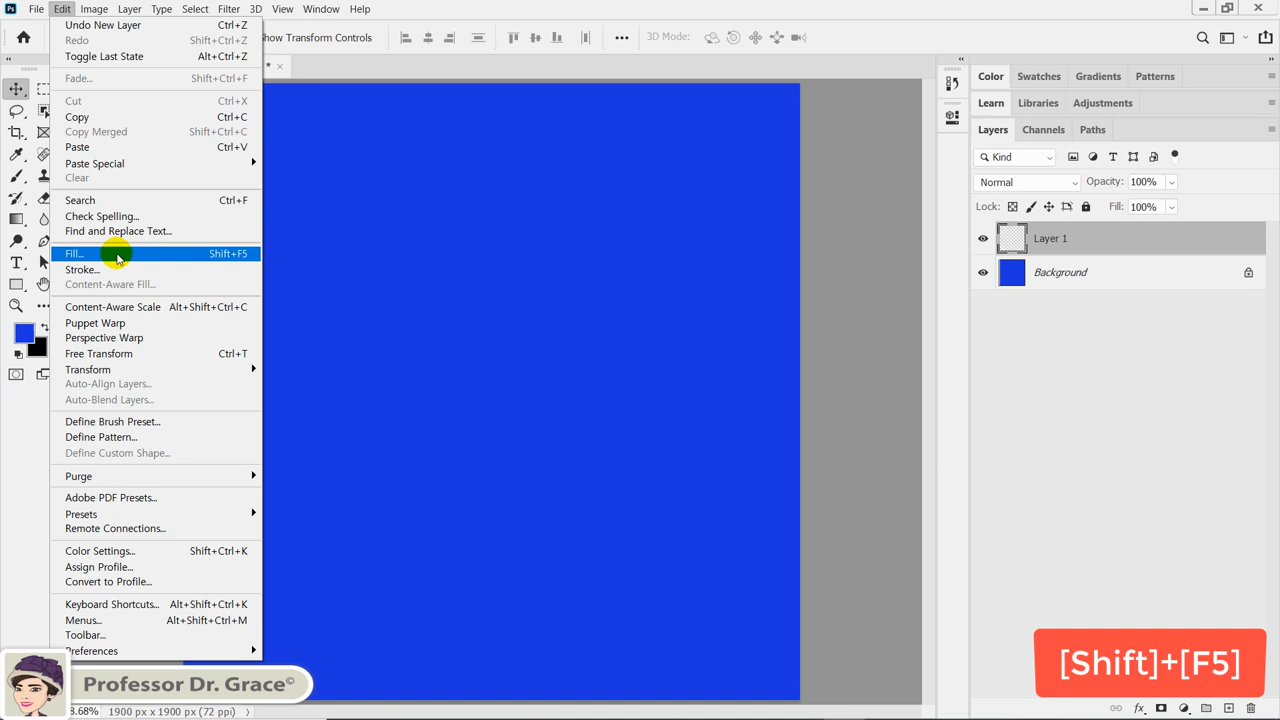 Ps File Edit Image Layer Type Select Filter 3D View Window Help
how Transform Controls 3D Mode:
* ×
Undo New Layer Ctrl+Z
Redo Shift+Ctrl+Z
Toggle Last State Alt+Ctrl+Z
Fade... Shift+Ctrl+F
Cut Ctrl+X
Copy Ctrl+C
Copy Merged Shift+Ctrl+C
Paste Ctrl+V
Paste Special
Clear
Search Ctrl+F
Check Spelling...
Find and Replace Text...
Fill... Shift+F5
Stroke...
Content-Aware Fill...
Content-Aware Scale Alt+Shift+Ctrl+C
Puppet Warp
Perspective Warp
Free Transform Ctrl+T
Transform
Auto-Align Layers...
Auto-Blend Layers...
Define Brush Preset...
Define Pattern...
Define Custom Shape...
Purge
Adobe PDF Presets...
Presets
Remote Connections...
Color Settings... Shift+Ctrl+K
Assign Profile...
Convert to Profile...
Keyboard Shortcuts... Alt+Shift+Ctrl+K
Menus... Alt+Shift+Ctrl+M
Toolbar...
Preferences
Color Swatches Gradients Patterns
Learn Libraries Adjustments
Layers Channels Paths
Kind
Normal Opacity: 100%
Lock: Fill: 100%
Layer 1
Background
[Shift]+[F5]
Professor Dr. Grace©
8.68% 1900 px x 1900 px (72 ppi)
fx